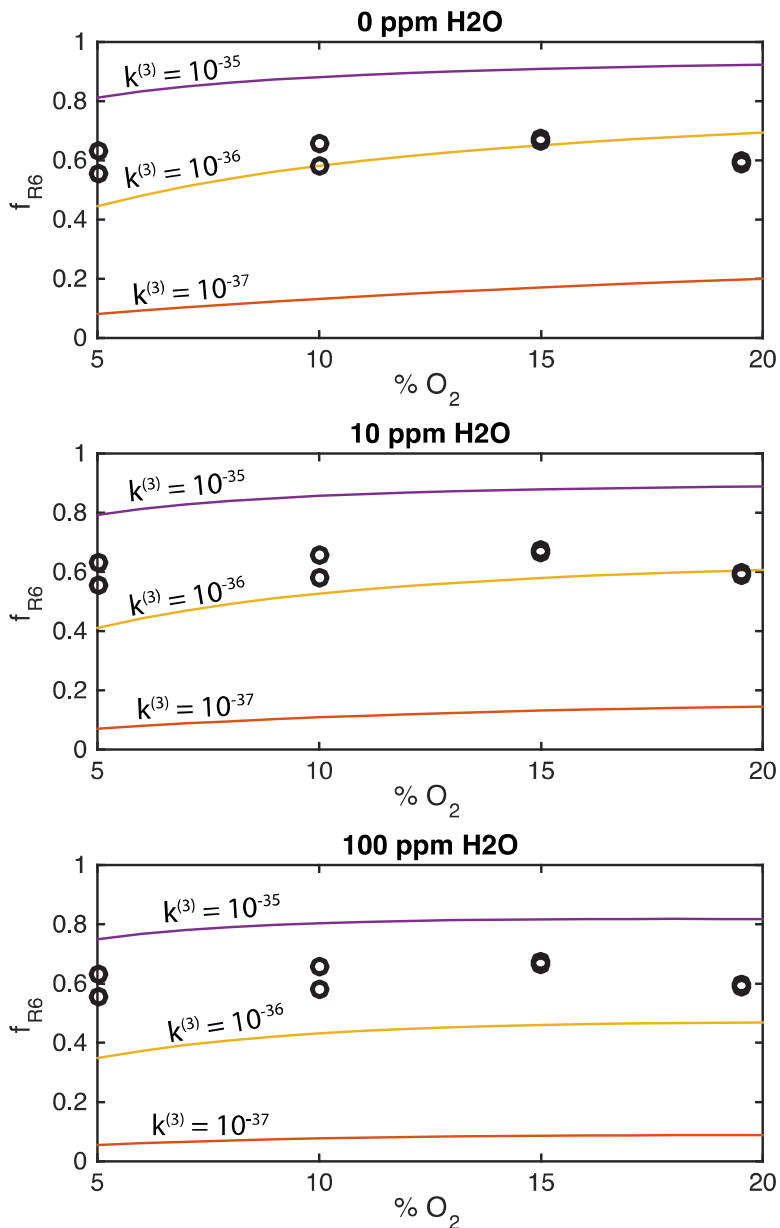 0 ppm H2O
1
k⁽³⁾ = 10⁻³⁵
0.8
0.6
k⁽³⁾ = 10⁻³⁶
f_R6
0.4
0.2
k⁽³⁾ = 10⁻³⁷
0
5 10 15 20
% O₂
10 ppm H2O
1
k⁽³⁾ = 10⁻³⁵
0.8
0.6
k⁽³⁾ = 10⁻³⁶
f_R6
0.4
0.2
k⁽³⁾ = 10⁻³⁷
0
5 10 15 20
% O₂
100 ppm H2O
1
k⁽³⁾ = 10⁻³⁵
0.8
0.6
k⁽³⁾ = 10⁻³⁶
f_R6
0.4
0.2
k⁽³⁾ = 10⁻³⁷
0
5 10 15 20
% O₂